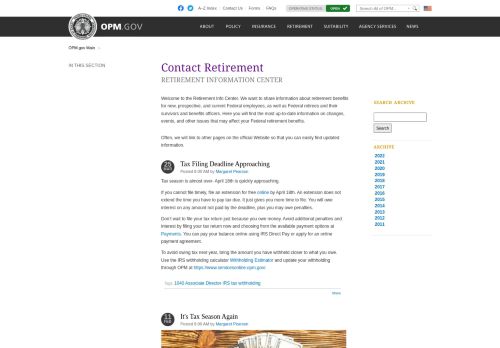 A-Z Index
Contact Us
Forms
FAQs
OPERATING STATUS
OPEN
Search All of OPM...
OPM.GOV
ABOUT
POLICY
INSURANCE
RETIREMENT
SUITABILITY
AGENCY SERVICES
NEWS
OPM.gov Main
IN THIS SECTION
Contact Retirement
RETIREMENT INFORMATION CENTER
Welcome to the Retirement Info Center. We want to share information about retirement benefits
for new, prospective, and current Federal employees, as well as Federal retirees and their
survivors and benefits officers. Here you will find the most up-to-date information on changes,
events, and other issues that may affect your Federal retirement benefits.
Often, we will link to other pages on the official Website so that you can easily find updated
information.
25
Tax Filing Deadline Approaching
Posted 8:00 AM by Margaret Pearson
Tax season is almost over- April 18th is quickly approaching.
If you cannot file timely, file an extension for free online by April 18th. An extension does not
extend the time you have to pay tax due. It just gives you more time to file. You will owe
interest on any amount not paid by the deadline, plus you may owe penalties.
Don't wait to file your tax return just because you owe money. Avoid additional penalties and
interest by filing your tax return now and choosing from the available payment options at
Payments. You can pay your balance online using IRS Direct Pay or apply for an online
payment agreement.
To avoid owing tax next year, bring the amount you have withheld closer to what you owe.
Use the IRS withholding calculator Withholding Estimator and update your withholding
through OPM at https://www.servicesonline.opm.gov/.
tags: 1040 Associate Director IRS tax withholding
More
11
It's Tax Season Again
Posted 8:00 AM by Margaret Pearson
SEARCH ARCHIVE
Search
ARCHIVE
2022
2021
2020
2019
2018
2017
2016
2015
2014
2013
2012
2011